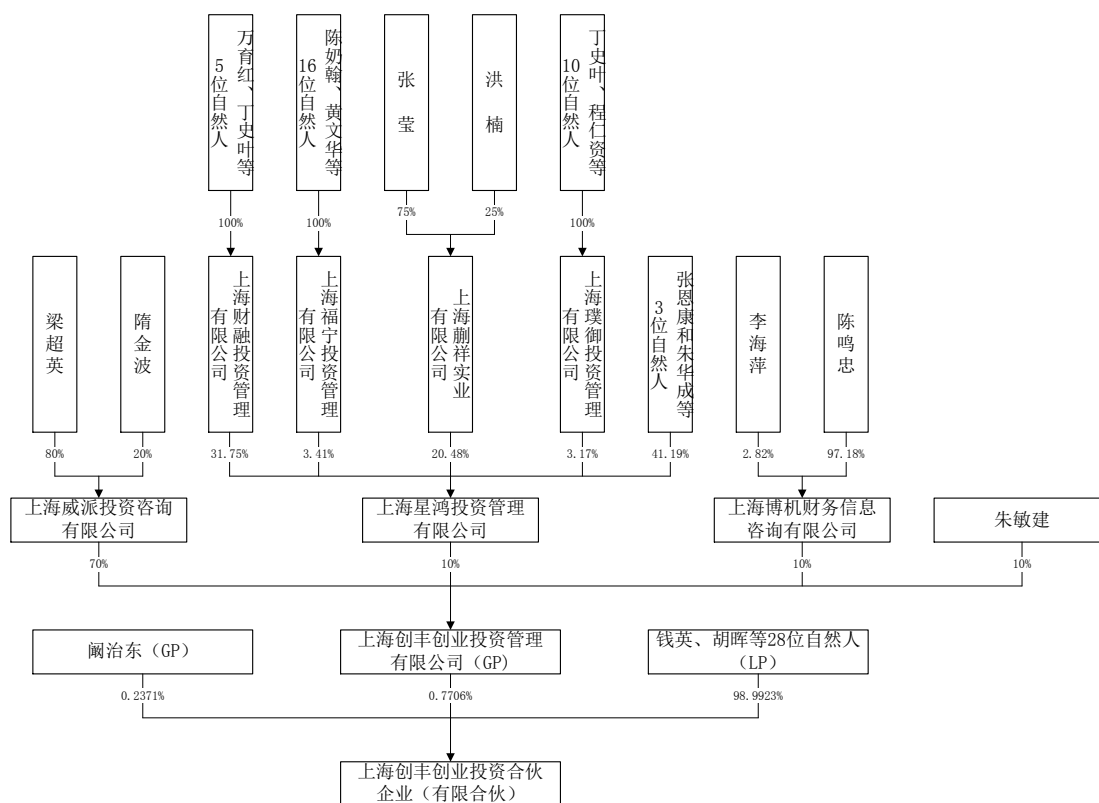 万育红、丁史叶等
5位自然人
陈奶翰、黄文华等
16位自然人
张莹
洪楠
丁史叶、程仁资等
10位自然人
100%
100%
75%
25%
100%
梁超英
隋金波
上海财融投资管理
有限公司
上海福宁投资管理
有限公司
上海蒯祥实业
有限公司
上海璞御投资管理
有限公司
张恩康和朱华成等
3位自然人
李海萍
陈鸣忠
80%
20%
31.75%
3.41%
20.48%
3.17%
41.19%
2.82%
97.18%
上海威派投资咨询
有限公司
上海星鸿投资管理
有限公司
上海博机财务信息
咨询有限公司
朱敏建
70%
10%
10%
10%
阚治东（GP）
上海创丰创业投资管理
有限公司（GP)
钱英、胡晖等28位自然人
（LP）
0.2371%
0.7706%
98.9923%
上海创丰创业投资合伙
企业（有限合伙）